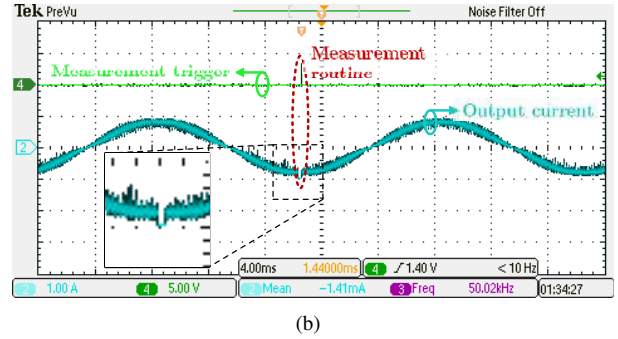 Tek PreVu Noise Filter Off
T
T
Measurement
routine
Measurement trigger
4
Output current
2
4.00ms 1.44000ms 4 1.40 V < 10 Hz
2 1.00 A 4 5.00 V 2 Mean −1.41mA 3 Freq 50.02kHz 01:34:27
(b)